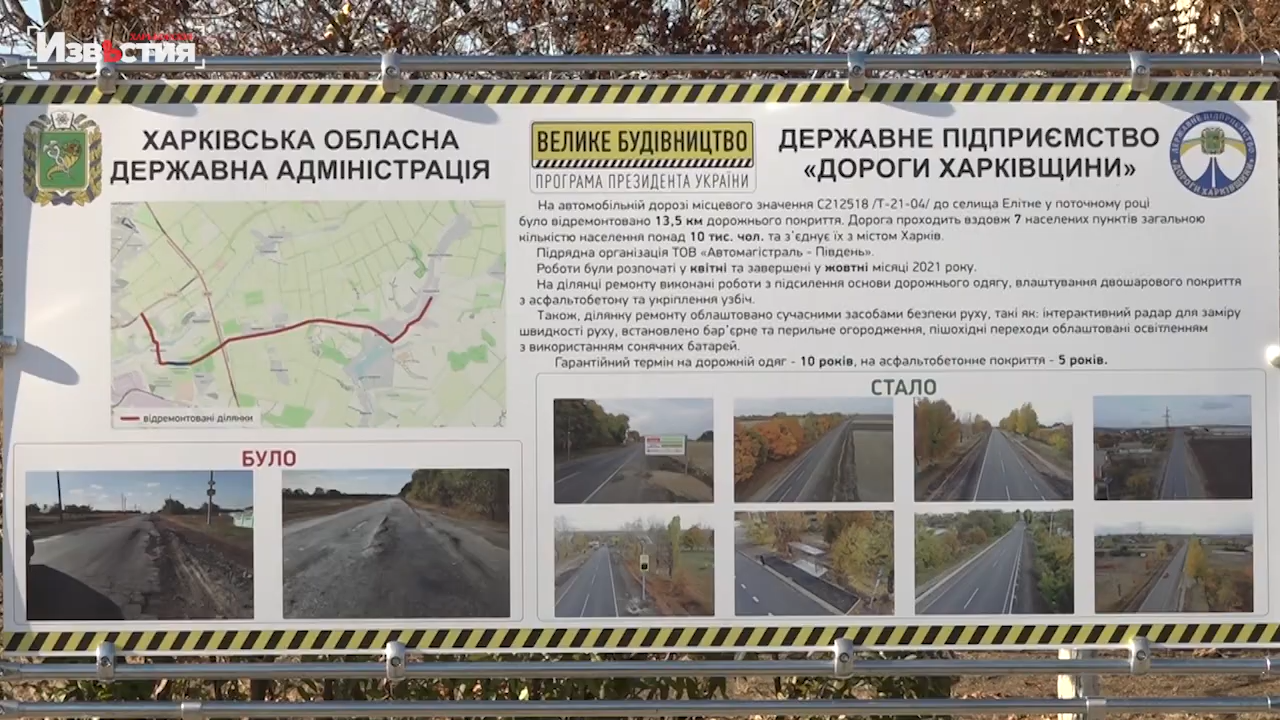 ХАРЬКОВСКИЕ
ИзвѣстиЯ
ХАРКІВСЬКА ОБЛАСНА
ДЕРЖАВНА АДМІНІСТРАЦІЯ
ВЕЛИКЕ БУДІВНИЦТВО
ПРОГРАМА ПРЕЗИДЕНТА УКРАЇНИ
ДЕРЖАВНЕ ПІДПРИЄМСТВО
«ДОРОГИ ХАРКІВЩИНИ»
ДЕРЖАВНЕ ПІДПРИЄМСТВО
ДОРОГИ ХАРКІВЩИНИ
На автомобільній дорозі місцевого значення С212518 /Т-21-04/ до селища Елітне у поточному році
було відремонтовано 13,5 км дорожнього покриття. Дорога проходить вздовж 7 населених пунктів загальною
кількістю населення понад 10 тис. чол. та з'єднує їх з містом Харків.
Підрядна організація ТОВ «Автомагістраль - Південь».
Роботи були розпочаті у квітні та завершені у жовтні місяці 2021 року.
На ділянці ремонту виконані роботи з підсилення основи дорожнього одягу, влаштування двошарового покриття
з асфальтобетону та укріплення узбіч.
Також, ділянку ремонту облаштовано сучасними засобами безпеки руху, такі як: інтерактивний радар для заміру
швидкості руху, встановлено бар'єрне та перильне огородження, пішохідні переходи облаштовані освітленням
з використанням сонячних батарей.
Гарантійний термін на дорожній одяг - 10 років, на асфальтобетонне покриття - 5 років.
відремонтовані ділянки
БУЛО
СТАЛО